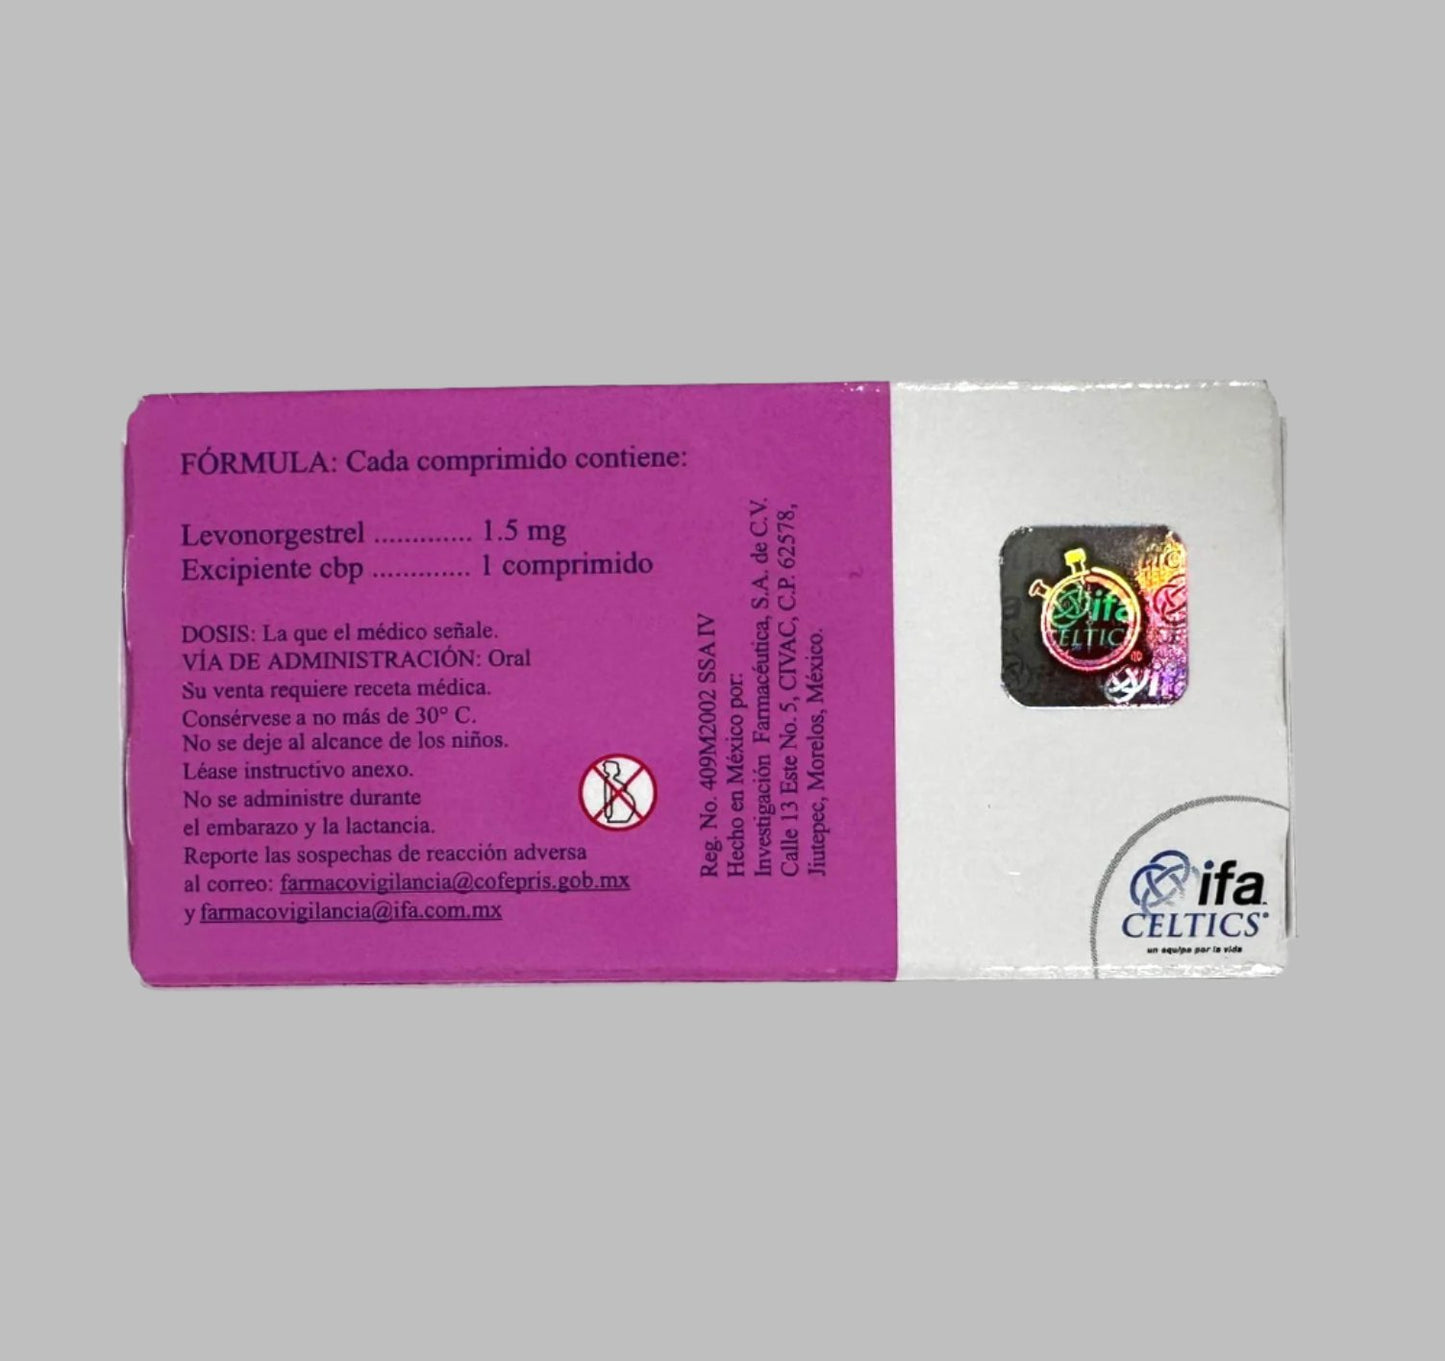 FÓRMULA: Cada comprimido contiene:
Levonorgestrel ............. 1.5 mg
Excipiente cbp ............. 1 comprimido
DOSIS: La que el médico señale.
VÍA DE ADMINISTRACIÓN: Oral
Su venta requiere receta médica.
Consérvese a no más de 30° C.
No se deje al alcance de los niños.
Léase instructivo anexo.
No se administre durante
el embarazo y la lactancia.
Reporte las sospechas de reacción adversa
al correo: farmacovigilancia@cofepris.gob.mx
y farmacovigilancia@ifa.com.mx
Reg. No. 409M2002 SSA IV
Hecho en México por:
Investigación Farmacéutica, S.A. de C.V.
Calle 13 Este No. 5, CIVAC, C.P. 62578,
Jiutepec, Morelos, México.
ifa
CELTICS
®
ifa
CELTICS®
un equipo por la vida